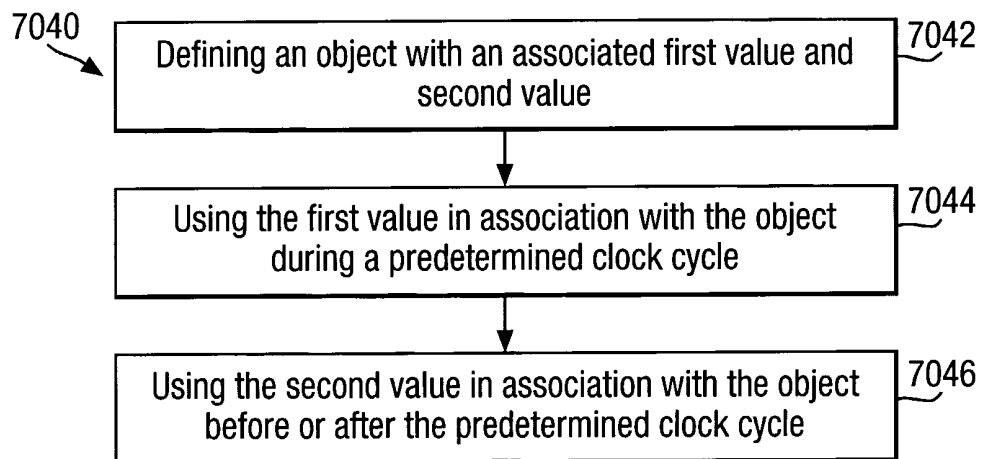 7040
Defining an object with an associated first value and
second value
7042
Using the first value in association with the object
during a predetermined clock cycle
7044
Using the second value in association with the object
before or after the predetermined clock cycle
7046